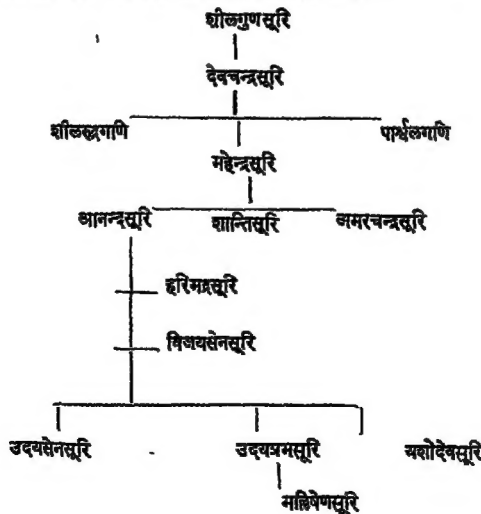 शीलगुणसूरि
देवचन्द्रसूरि
शीलरुद्रगणि पार्श्वलगणि
महेन्द्रसूरि
आनन्दसूरि शान्तिसूरि अमरचन्द्रसूरि
हरिभद्रसूरि
विजयसेनसूरि
उदयसेनसूरि उदयप्रभसूरि यशोदेवसूरि
मल्लिषेणसूरि